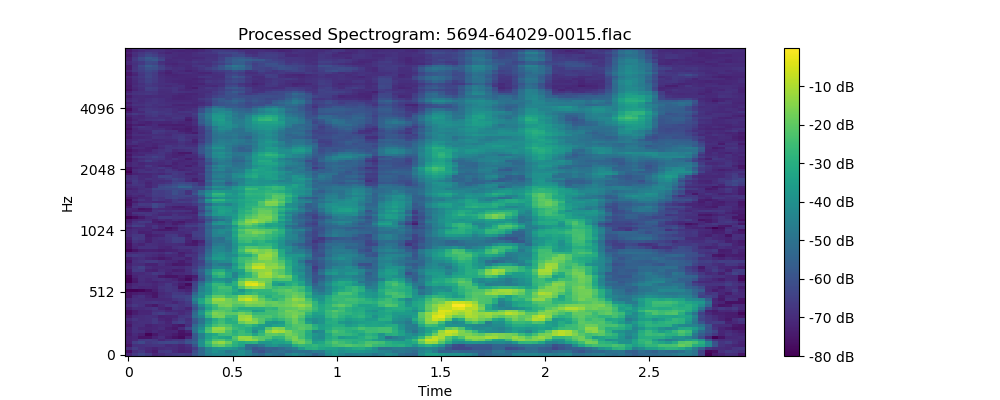 Processed Spectrogram: 5694-64029-0015.flac
Hz
4096
2048
1024
512
0
0
0.5
1
1.5
2
2.5
Time
-10 dB
-20 dB
-30 dB
-40 dB
-50 dB
-60 dB
-70 dB
-80 dB